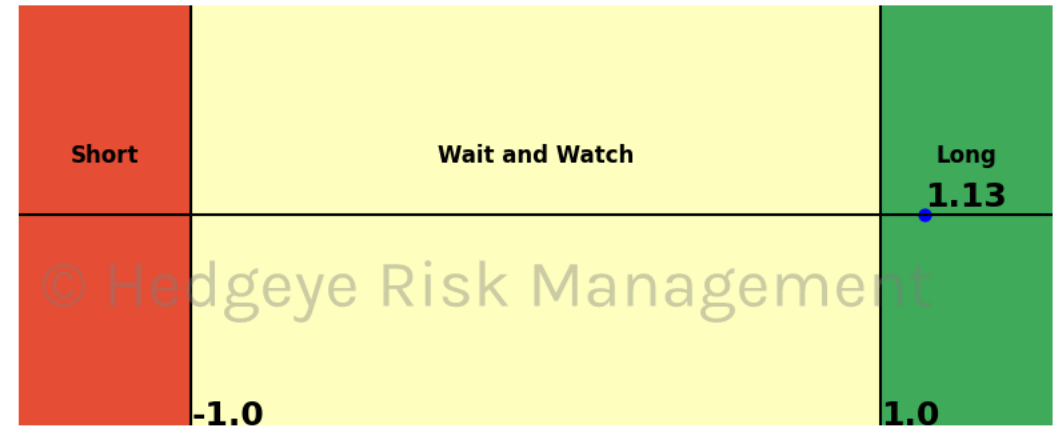 Short
Wait and Watch
Long
1.13
© Hedgeye Risk Management
-1.0
1.0